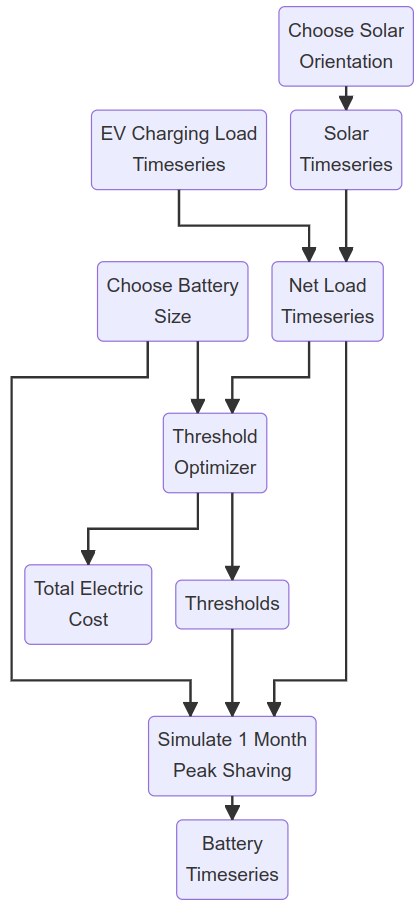 Choose Solar
Orientation
EV Charging Load
Timeseries
Solar
Timeseries
Choose Battery
Size
Net Load
Timeseries
Threshold
Optimizer
Total Electric
Cost
Thresholds
Simulate 1 Month
Peak Shaving
Battery
Timeseries